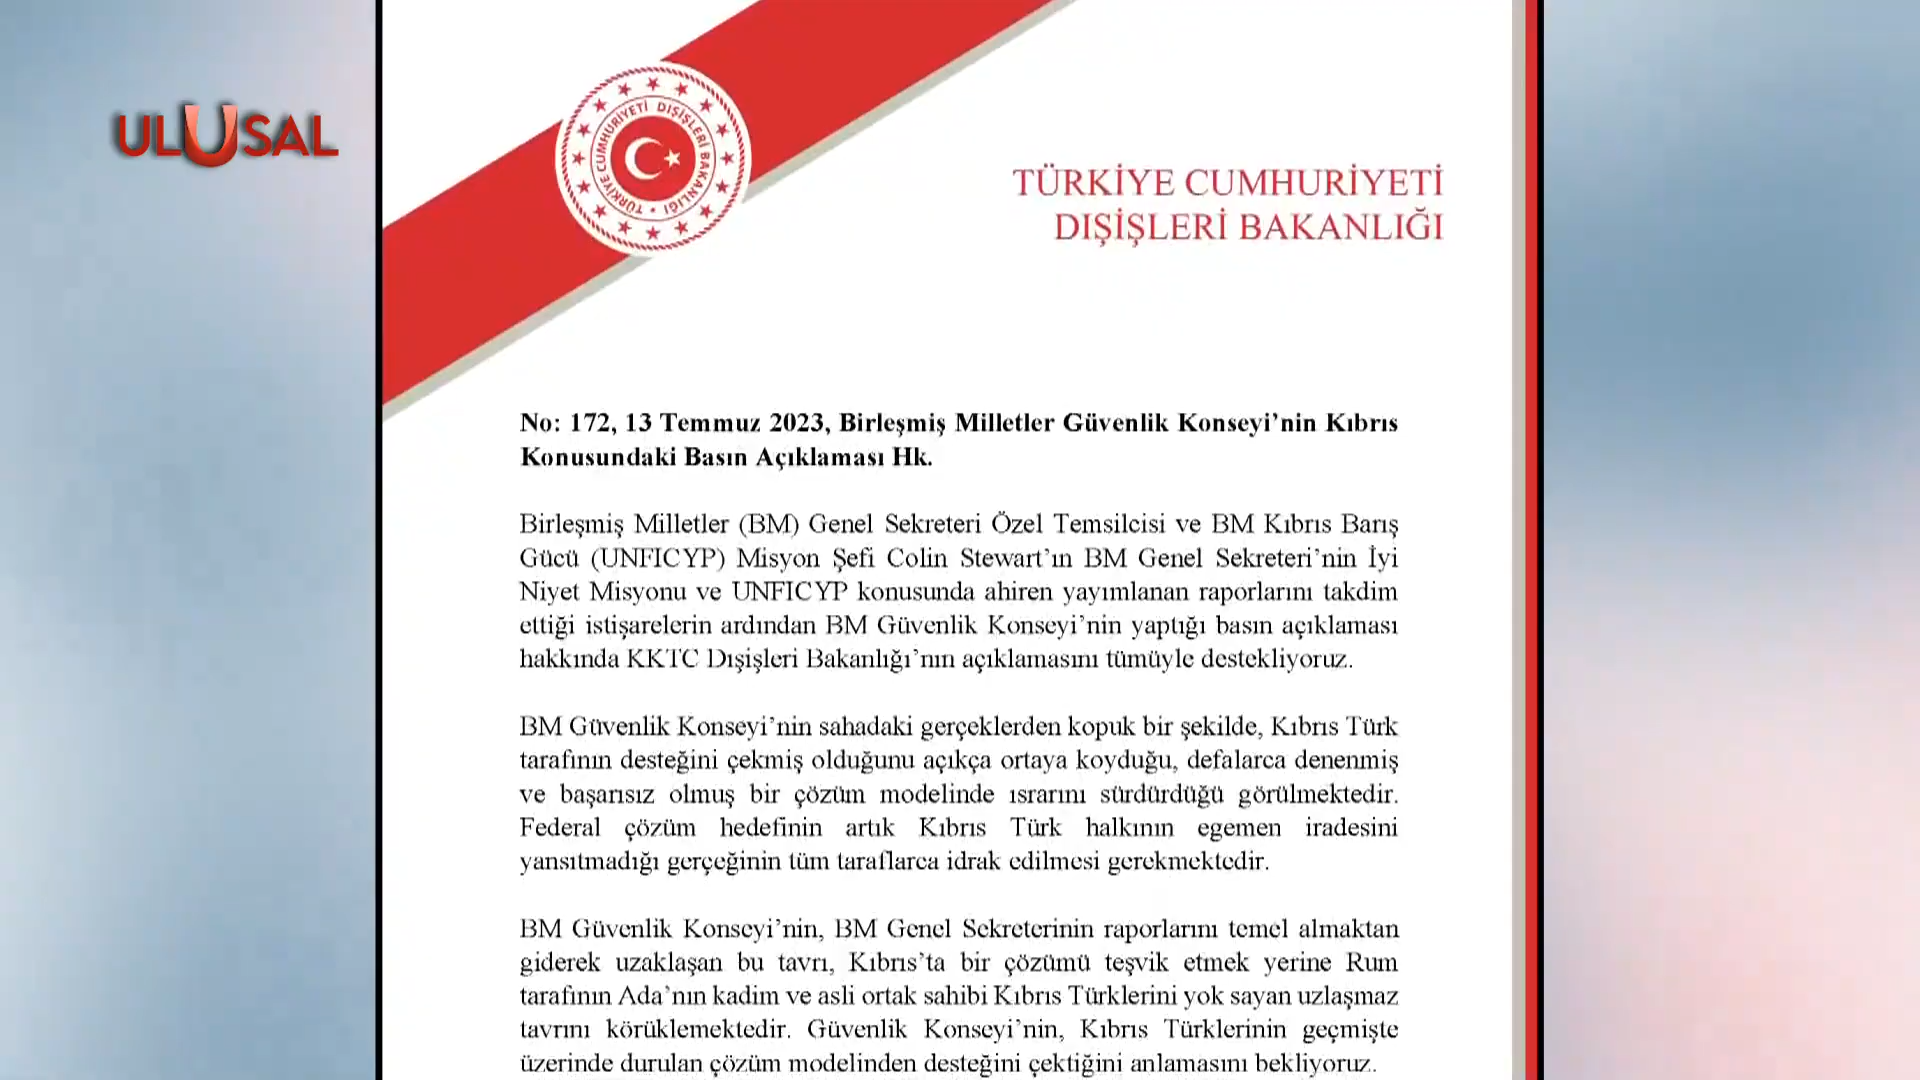 ULUSAL
TÜRKİYE CUMHURİYETİ DIŞİŞLERİ BAKANLIĞI
TÜRKİYE CUMHURİYETİ
DIŞİŞLERİ BAKANLIĞI
No: 172, 13 Temmuz 2023, Birleşmiş Milletler Güvenlik Konseyi’nin Kıbrıs
Konusundaki Basın Açıklaması Hk.
Birleşmiş Milletler (BM) Genel Sekreteri Özel Temsilcisi ve BM Kıbrıs Barış
Gücü (UNFICYP) Misyon Şefi Colin Stewart’ın BM Genel Sekreteri’nin İyi
Niyet Misyonu ve UNFICYP konusunda ahiren yayımlanan raporlarını takdim
ettiği istişarelerin ardından BM Güvenlik Konseyi’nin yaptığı basın açıklaması
hakkında KKTC Dışişleri Bakanlığı’nın açıklamasını tümüyle destekliyoruz.
BM Güvenlik Konseyi’nin sahadaki gerçeklerden kopuk bir şekilde, Kıbrıs Türk
tarafının desteğini çekmiş olduğunu açıkça ortaya koyduğu, defalarca denenmiş
ve başarısız olmuş bir çözüm modelinde ısrarını sürdürdüğü görülmektedir.
Federal çözüm hedefinin artık Kıbrıs Türk halkının egemen iradesini
yansıtmadığı gerçeğinin tüm taraflarca idrak edilmesi gerekmektedir.
BM Güvenlik Konseyi’nin, BM Genel Sekreterinin raporlarını temel almaktan
giderek uzaklaşan bu tavrı, Kıbrıs’ta bir çözümü teşvik etmek yerine Rum
tarafının Ada’nın kadim ve asli ortak sahibi Kıbrıs Türklerini yok sayan uzlaşmaz
tavrını körüklemektedir. Güvenlik Konseyi’nin, Kıbrıs Türklerinin geçmişte
üzerinde durulan çözüm modelinden desteğini çektiğini anlamasını bekliyoruz.